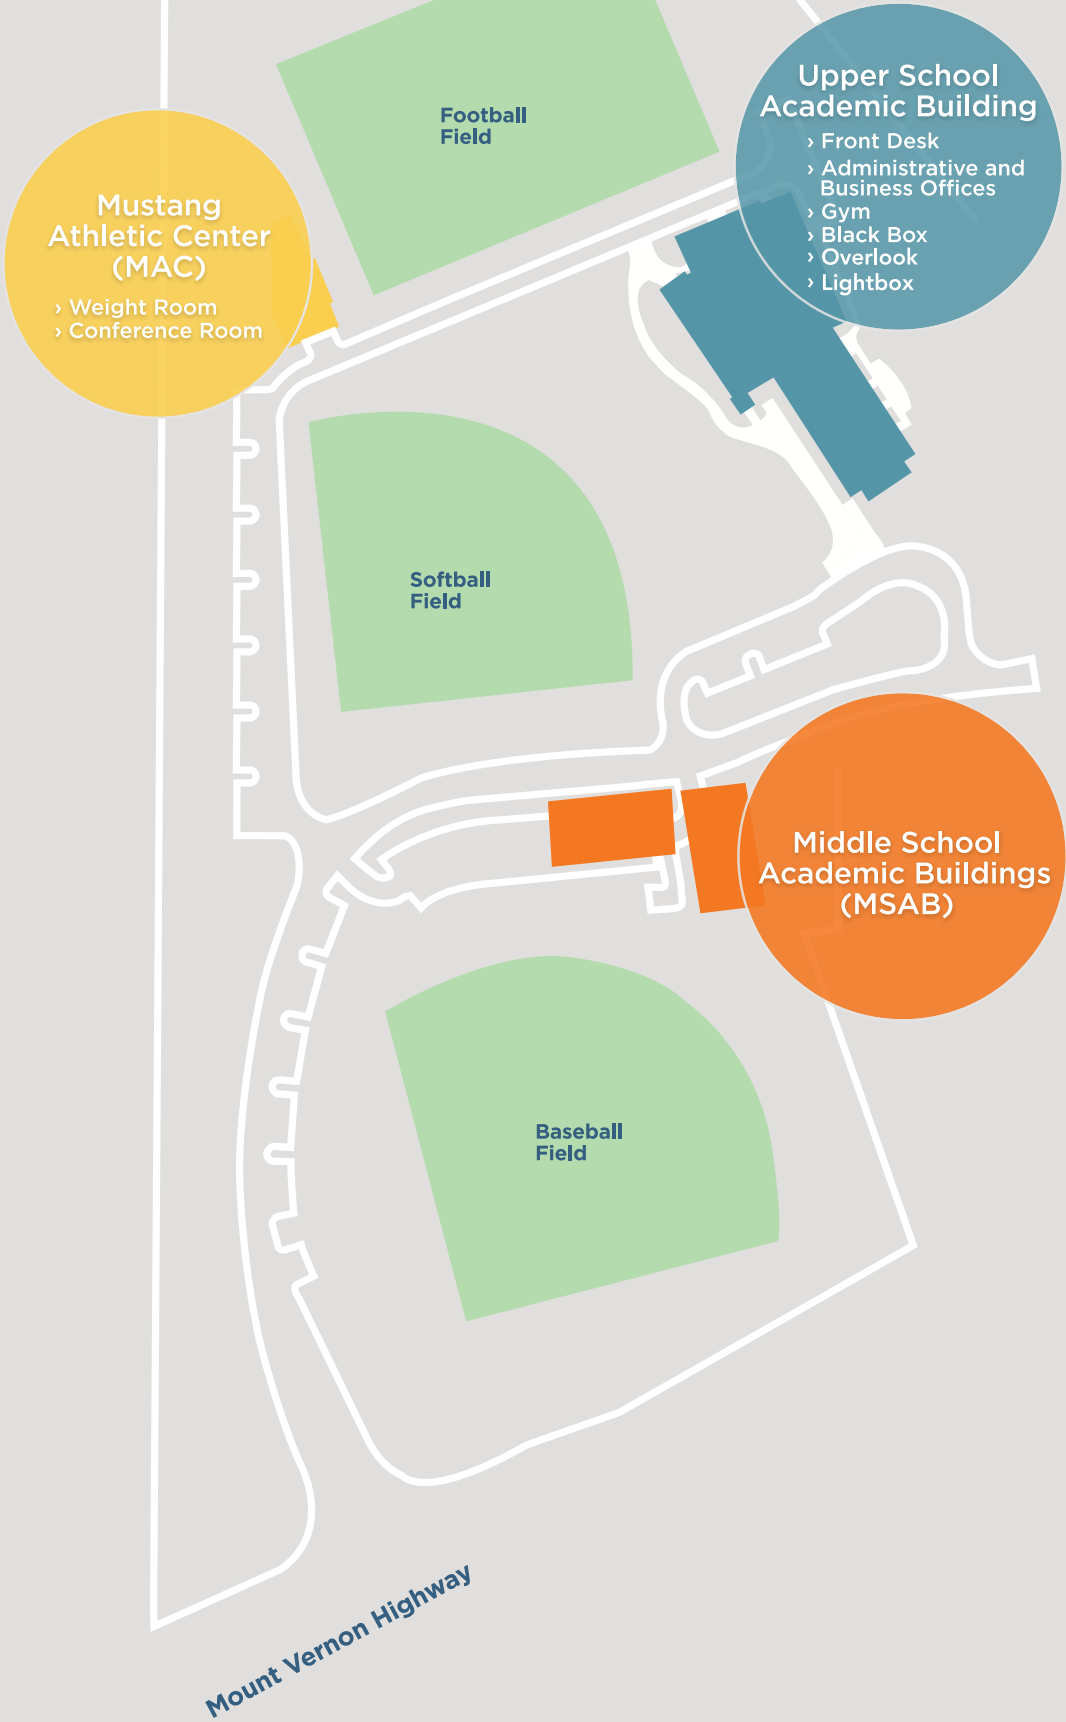 Football
Field
Upper School
Academic Building
› Front Desk
› Administrative and
Business Offices
› Gym
› Black Box
› Overlook
› Lightbox
Mustang
Athletic Center
(MAC)
› Weight Room
› Conference Room
Softball
Field
Middle School
Academic Buildings
(MSAB)
Baseball
Field
Mount Vernon Highway